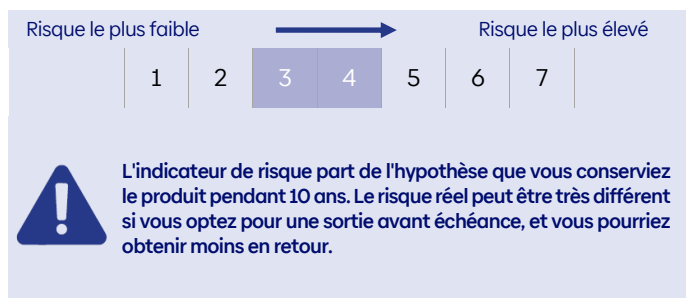 Risque le plus faible Risque le plus élevé
1 2 3 4 5 6 7
L'indicateur de risque part de l'hypothèse que vous conserviez
le produit pendant 10 ans. Le risque réel peut être très différent
si vous optez pour une sortie avant échéance, et vous pourriez
obtenir moins en retour.